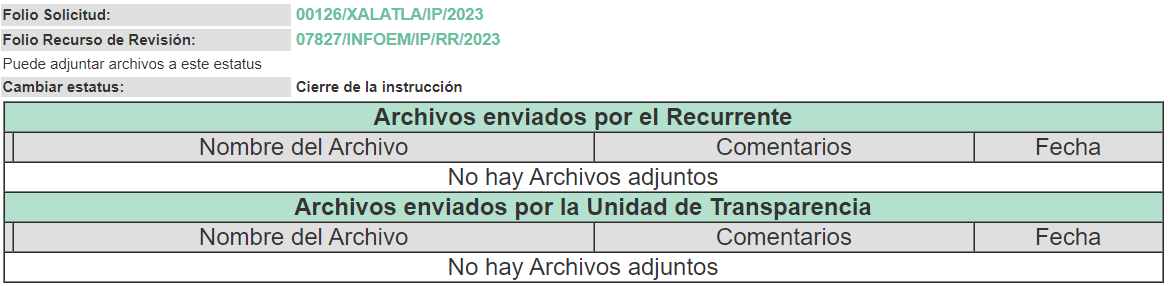 Folio Solicitud: 00126/XALATLA/IP/2023
Folio Recurso de Revisión: 07827/INFOEM/IP/RR/2023
Puede adjuntar archivos a este estatus
Cambiar estatus: Cierre de la instrucción
Archivos enviados por el Recurrente
Nombre del Archivo Comentarios Fecha
No hay Archivos adjuntos
Archivos enviados por la Unidad de Transparencia
Nombre del Archivo Comentarios Fecha
No hay Archivos adjuntos